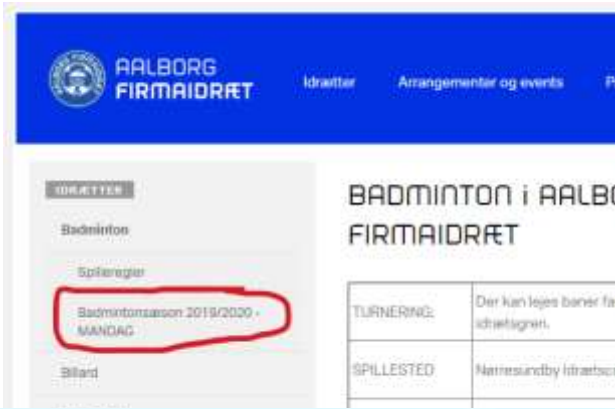 AALBORG
FIRMAIDRÆT
Idrætter
Arrangementer og events
IDRÆTTER
Badminton
Spilleregler
Badmintonsæson 2019/2020 -
MANDAG
Billard
BADMINTON i AALBO
FIRMAIDRÆT
TURNERING:
Der kan lejes baner fa
idrætsgren.
SPILLESTED
Nørresundby Idrætsc